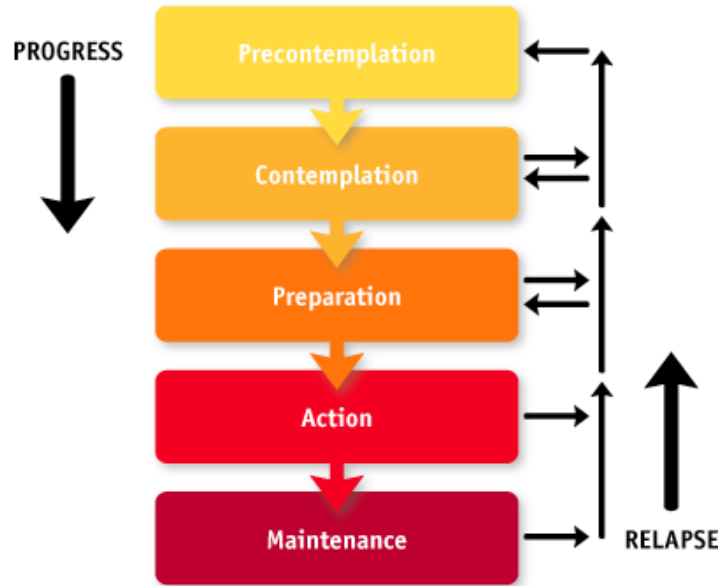 PROGRESS
Precontemplation
Contemplation
Preparation
Action
Maintenance
RELAPSE